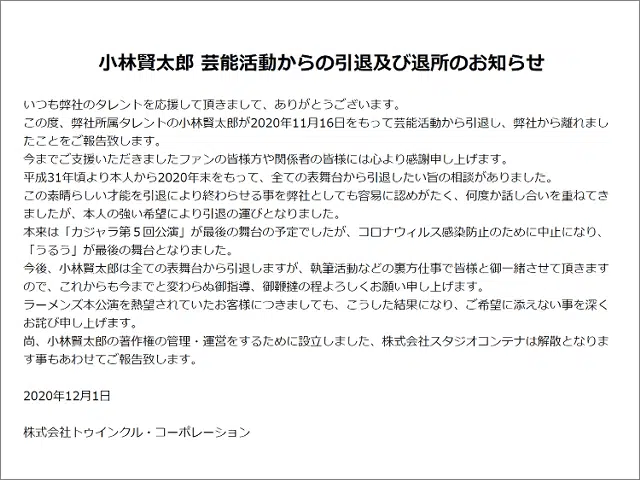 小林賢太郎 芸能活動からの引退及び退所のお知らせ
いつも弊社のタレントを応援して頂きまして、ありがとうございます。
この度、弊社所属タレントの小林賢太郎が2020年11月16日をもって芸能活動から引退し、弊社から離れまし
たことをご報告致します。
今までご支援いただきましたファンの皆様方や関係者の皆様には心より感謝申し上げます。
平成31年頃より本人から2020年末をもって、全ての表舞台から引退したい旨の相談がありました。
この素晴らしい才能を引退により終わらせる事を弊社としても容易に認めがたく、何度か話し合いを重ねてき
ましたが、本人の強い希望により引退の運びとなりました。
本来は「カジャラ第５回公演」が最後の舞台の予定でしたが、コロナウィルス感染防止のために中止になり、
「うるう」が最後の舞台となりました。
今後、小林賢太郎は全ての表舞台から引退しますが、執筆活動などの裏方仕事で皆様と御一緒させて頂きます
ので、これからも今までと変わらぬ御指導、御鞭撻の程よろしくお願い申し上げます。
ラーメンズ本公演を熱望されていたお客様につきましても、こうした結果になり、ご希望に添えない事を深く
お詫び申し上げます。
尚、小林賢太郎の著作権の管理・運営をするために設立しました、株式会社スタジオコンテナは解散となりま
す事もあわせてご報告致します。
2020年12月1日
株式会社トゥインクル・コーポレーション